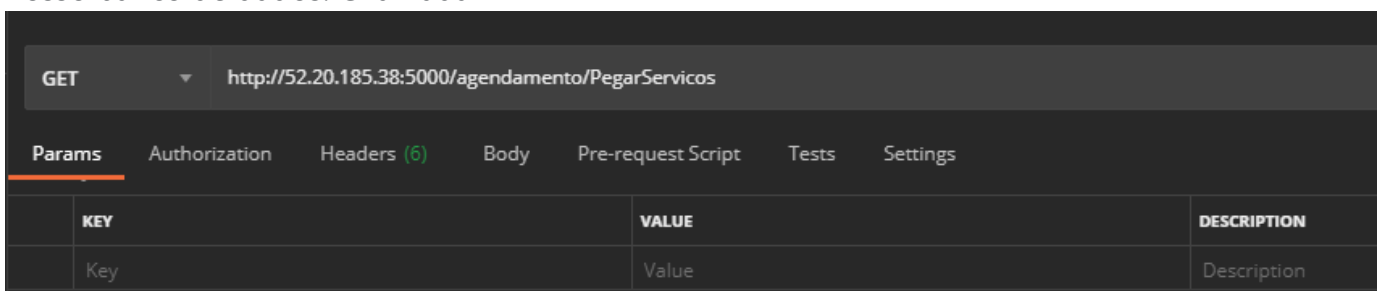 GET http://52.20.185.38:5000/agendamento/PegarServicos
Params Authorization Headers (6) Body Pre-request Script Tests Settings
KEY VALUE DESCRIPTION
Key Value Description